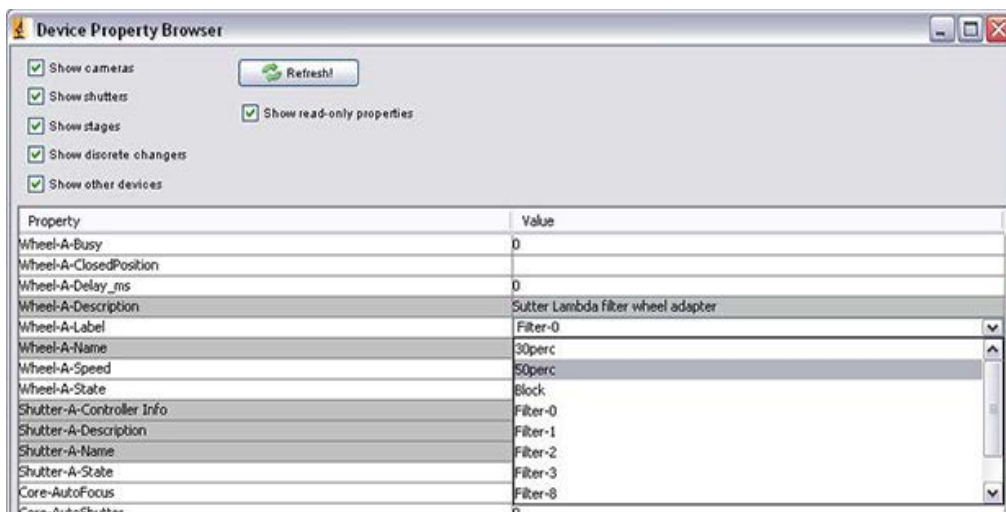 Device Property Browser
Show cameras
Refresh!
Show shutters
Show read-only properties
Show stages
Show discrete changers
Show other devices
Property Value
Wheel-A-Busy 0
Wheel-A-ClosedPosition
Wheel-A-Delay_ms 0
Wheel-A-Description Sutter Lambda filter wheel adapter
Wheel-A-Label Filter-0
Wheel-A-Name 30perc
Wheel-A-Speed 50perc
Wheel-A-State Block
Shutter-A-Controller Info Filter-0
Shutter-A-Description Filter-1
Shutter-A-Name Filter-2
Shutter-A-State Filter-3
Core-AutoFocus Filter-8
Core-AutoShutter